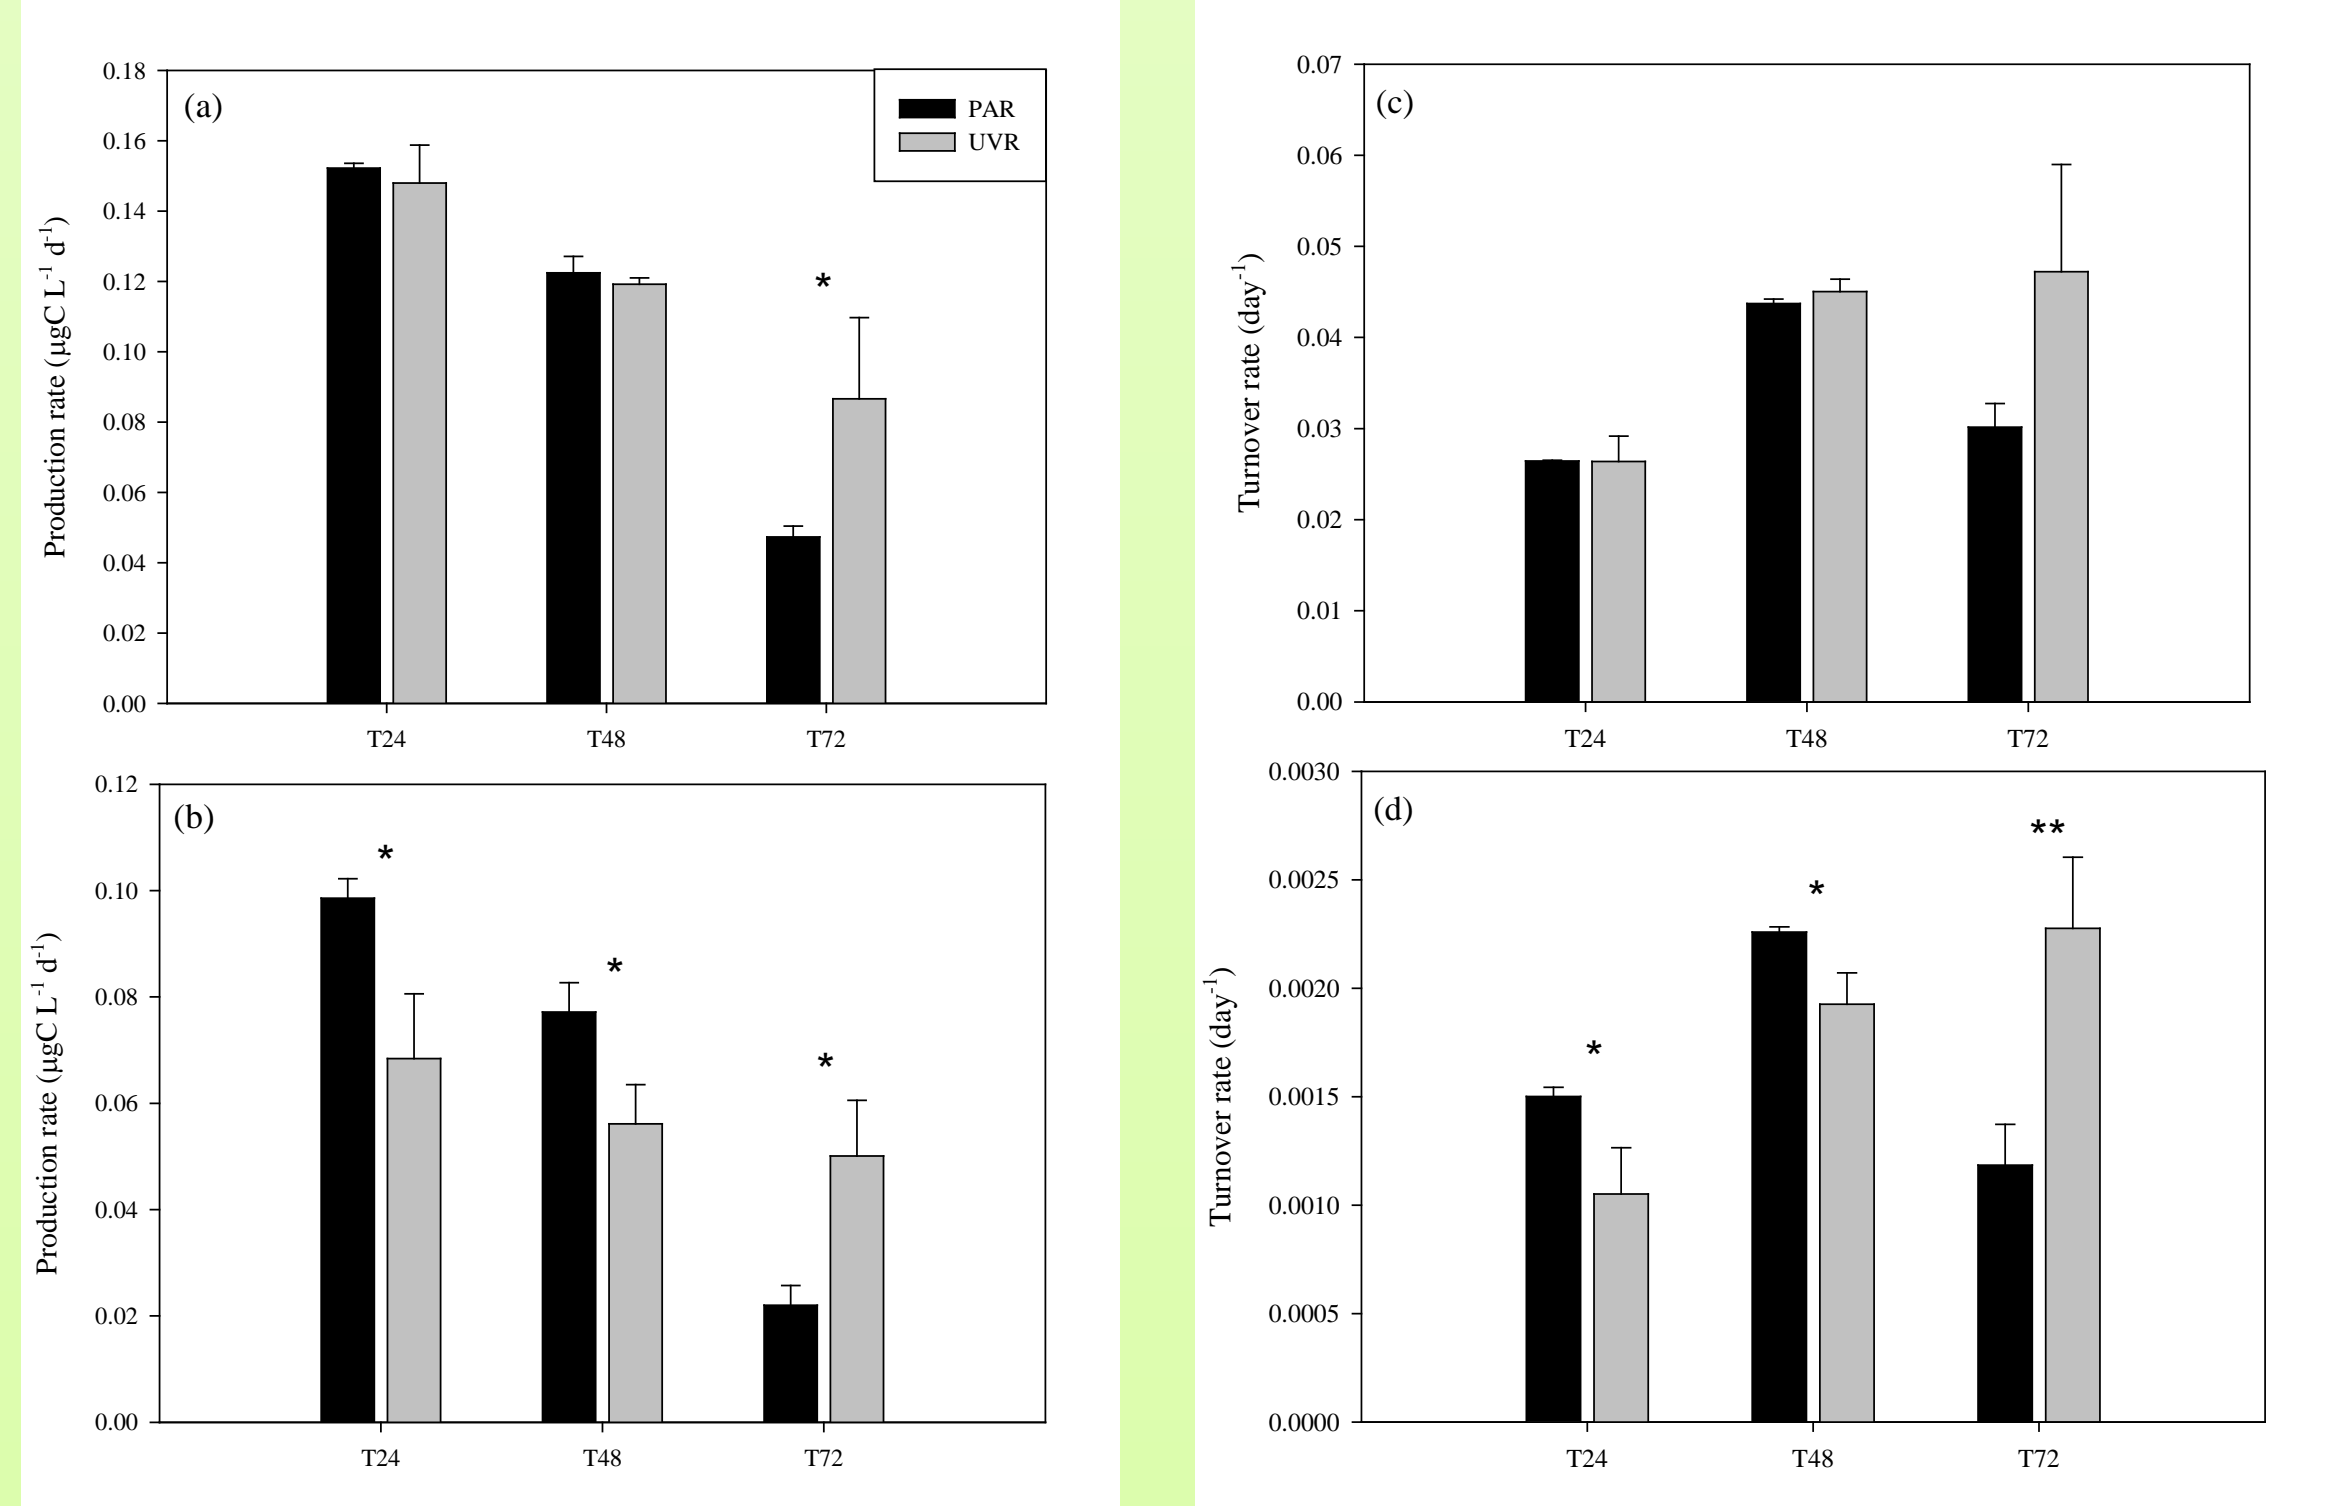 (a)
PAR
UVR
0.18
0.16
0.14
0.12
0.10
0.08
0.06
0.04
0.02
0.00
Production rate (µgC L-1 d-1)
*
T24 T48 T72
(b)
0.12
0.10
0.08
0.06
0.04
0.02
0.00
Production rate (µgC L-1 d-1)
*
*
*
T24 T48 T72
(c)
0.07
0.06
0.05
0.04
0.03
0.02
0.01
0.00
Turnover rate (day-1)
T24 T48 T72
(d)
0.0030
0.0025
0.0020
0.0015
0.0010
0.0005
0.0000
Turnover rate (day-1)
*
*
**
T24 T48 T72